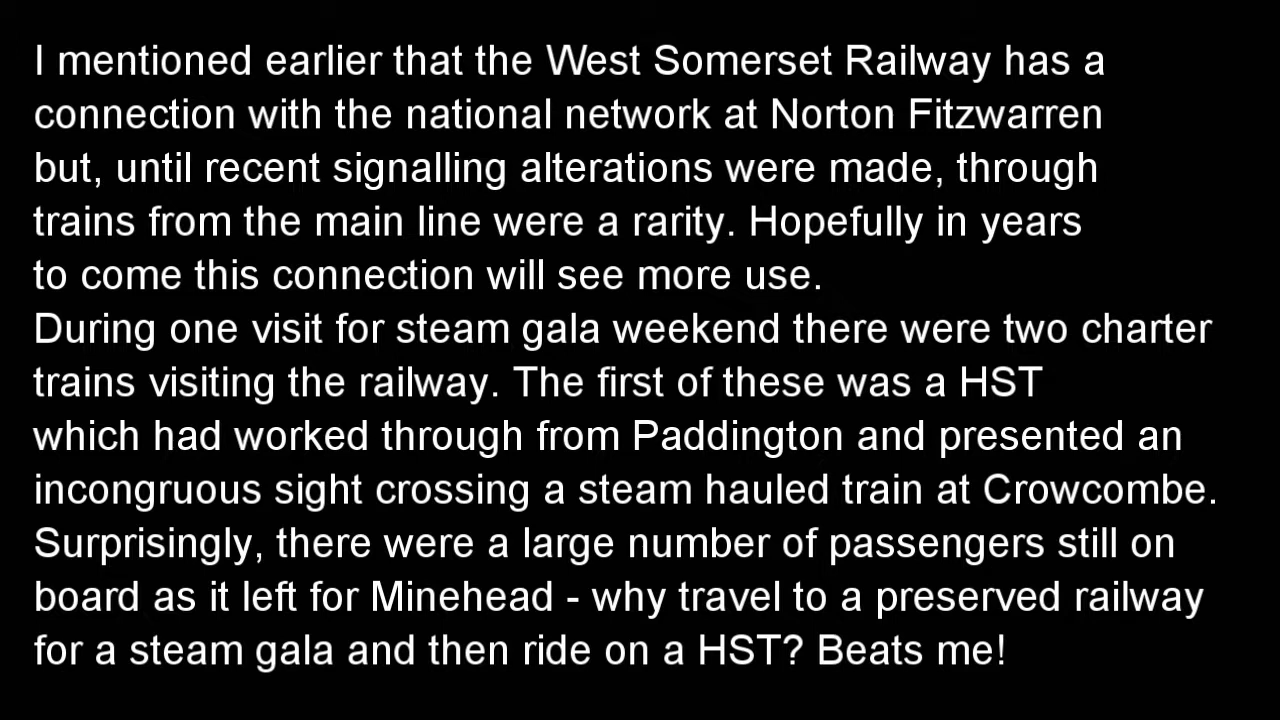 I mentioned earlier that the West Somerset Railway has a
connection with the national network at Norton Fitzwarren
but, until recent signalling alterations were made, through
trains from the main line were a rarity. Hopefully in years
to come this connection will see more use.
During one visit for steam gala weekend there were two charter
trains visiting the railway. The first of these was a HST
which had worked through from Paddington and presented an
incongruous sight crossing a steam hauled train at Crowcombe.
Surprisingly, there were a large number of passengers still on
board as it left for Minehead - why travel to a preserved railway
for a steam gala and then ride on a HST? Beats me!